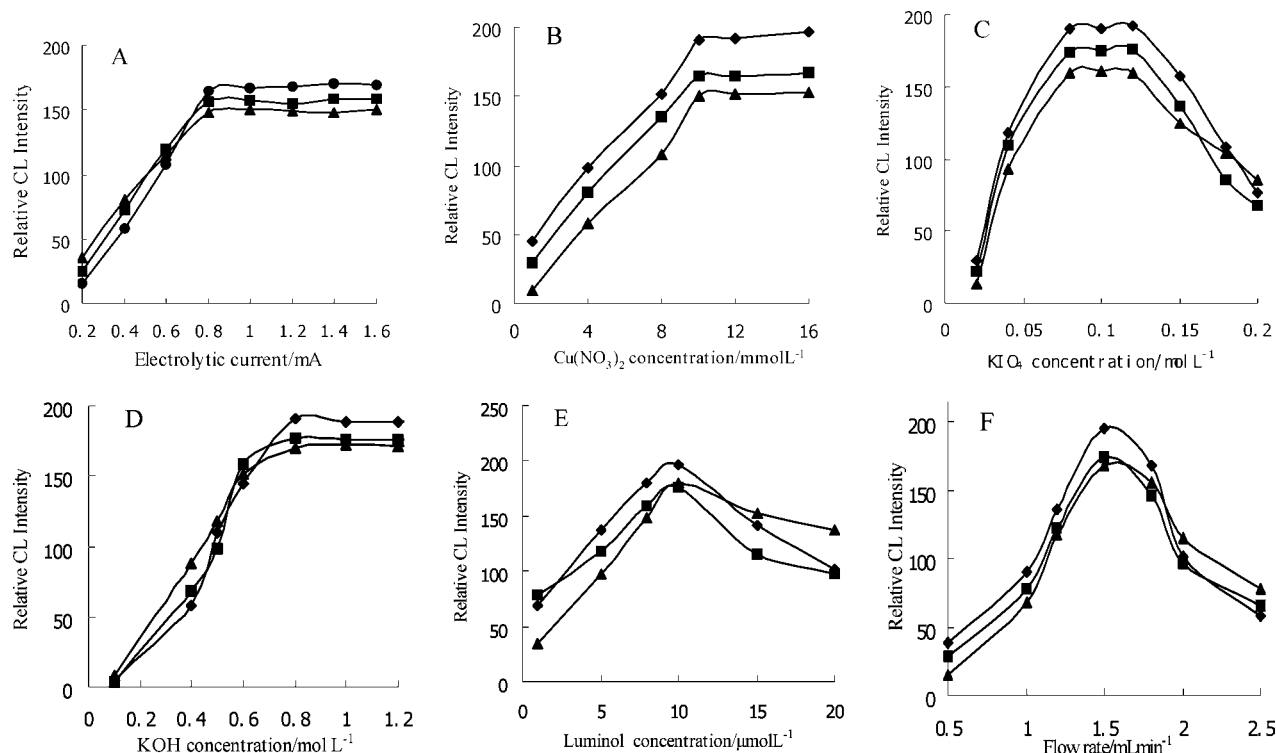 A
Relative CL Intensity
200
150
100
50
0
0.2 0.4 0.6 0.8 1 1.2 1.4 1.6
Electrolytic current/mA
B
Relative CL Intensity
200
150
100
50
0
0 4 8 12 16
Cu(NO₃)₂ concentration/mmolL⁻¹
C
Relative CL Intensity
200
150
100
50
0
0 0.05 0.1 0.15 0.2
KIO₄ concentration/mol L⁻¹
D
Relative CL Intensity
200
150
100
50
0
0 0.2 0.4 0.6 0.8 1 1.2
KOH concentration/mol L⁻¹
E
Relative CL Intensity
250
200
150
100
50
0
0 5 10 15 20
Luminol concentration/μmolL⁻¹
F
Relative CL Intensity
200
150
100
50
0
0.5 1 1.5 2 2.5
Flow rate/mLmin⁻¹